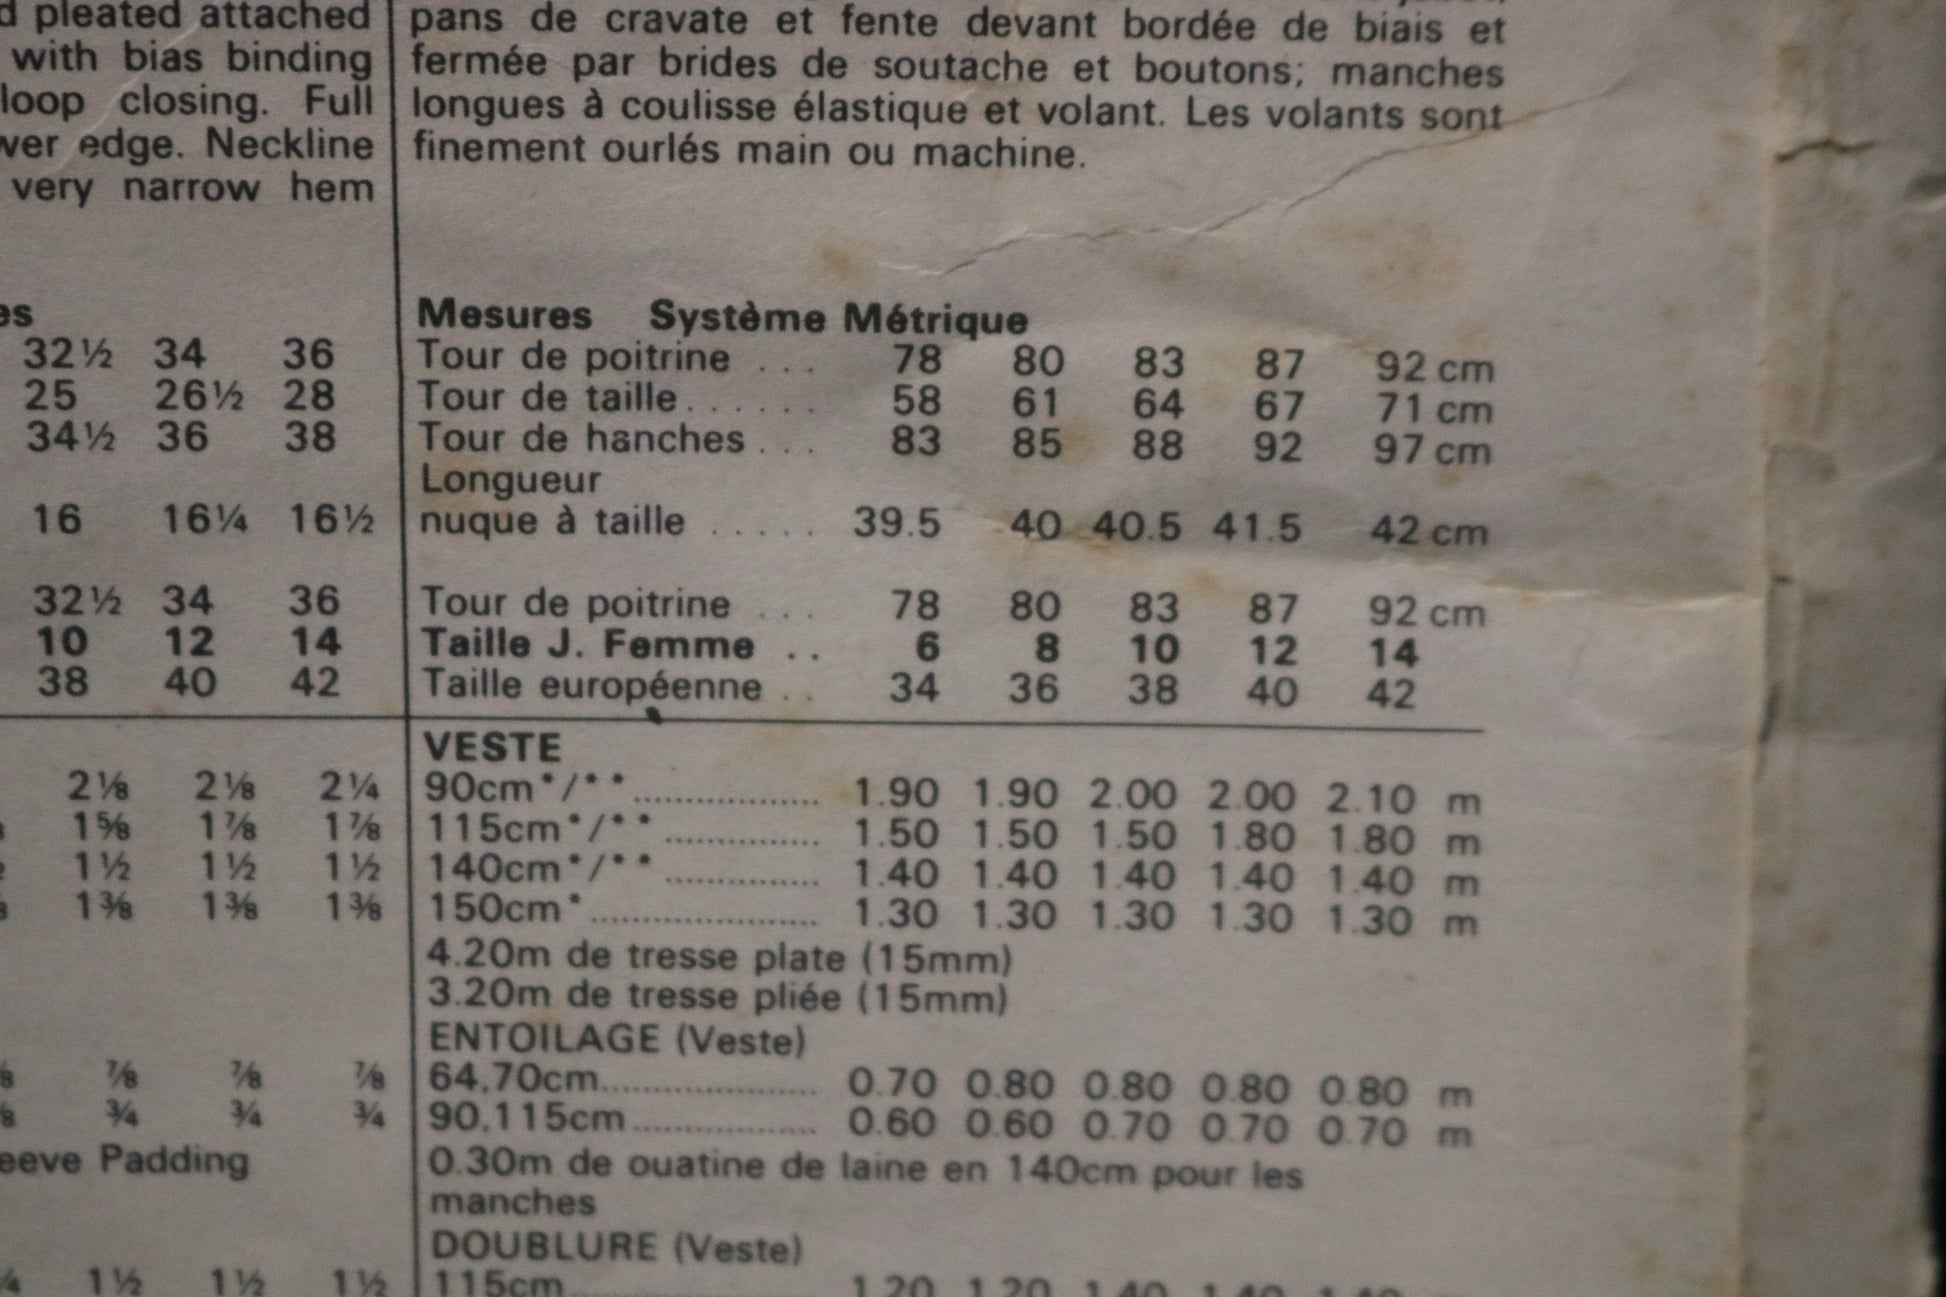 pleated attached
with bias binding
loop closing. Full
edge. Neckline
very narrow hem
32½ 34 36
25 26½ 28
34½ 36 38
16 16¼ 16½
32½ 34 36
10 12 14
38 40 42
2⅛ 2⅛ 2¼
1⅝ 1⅞ 1⅞
1½ 1½ 1½
1⅜ 1⅜ 1⅜
⅞ ⅞ ⅞
¾ ¾ ¾
Padding
1½ 1½ 1½
pans de cravate et fente devant bordée de biais et
fermée par brides de soutache et boutons; manches
longues à coulisse élastique et volant. Les volants sont
finement ourlés main ou machine.
Mesures Système Métrique
Tour de poitrine ... 78 80 83 87 92 cm
Tour de taille...... 58 61 64 67 71 cm
Tour de hanches... 83 85 88 92 97 cm
Longueur
nuque à taille ..... 39.5 40 40.5 41.5 42 cm
Tour de poitrine ... 78 80 83 87 92 cm
Taille J. Femme .. 6 8 10 12 14
Taille européenne .. 34 36 38 40 42
VESTE
90cm*/**.................. 1.90 1.90 2.00 2.00 2.10 m
115cm*/** ............... 1.50 1.50 1.50 1.80 1.80 m
140cm*/** ............... 1.40 1.40 1.40 1.40 1.40 m
150cm*...................... 1.30 1.30 1.30 1.30 1.30 m
4.20m de tresse plate (15mm)
3.20m de tresse pliée (15mm)
ENTOILAGE (Veste)
64,70cm..................... 0.70 0.80 0.80 0.80 0.80 m
90,115cm.................. 0.60 0.60 0.70 0.70 0.70 m
0.30m de ouatine de laine en 140cm pour les
manches
DOUBLURE (Veste)
115cm........................ 1.20 1.20 1.40 1.40 1.40 m